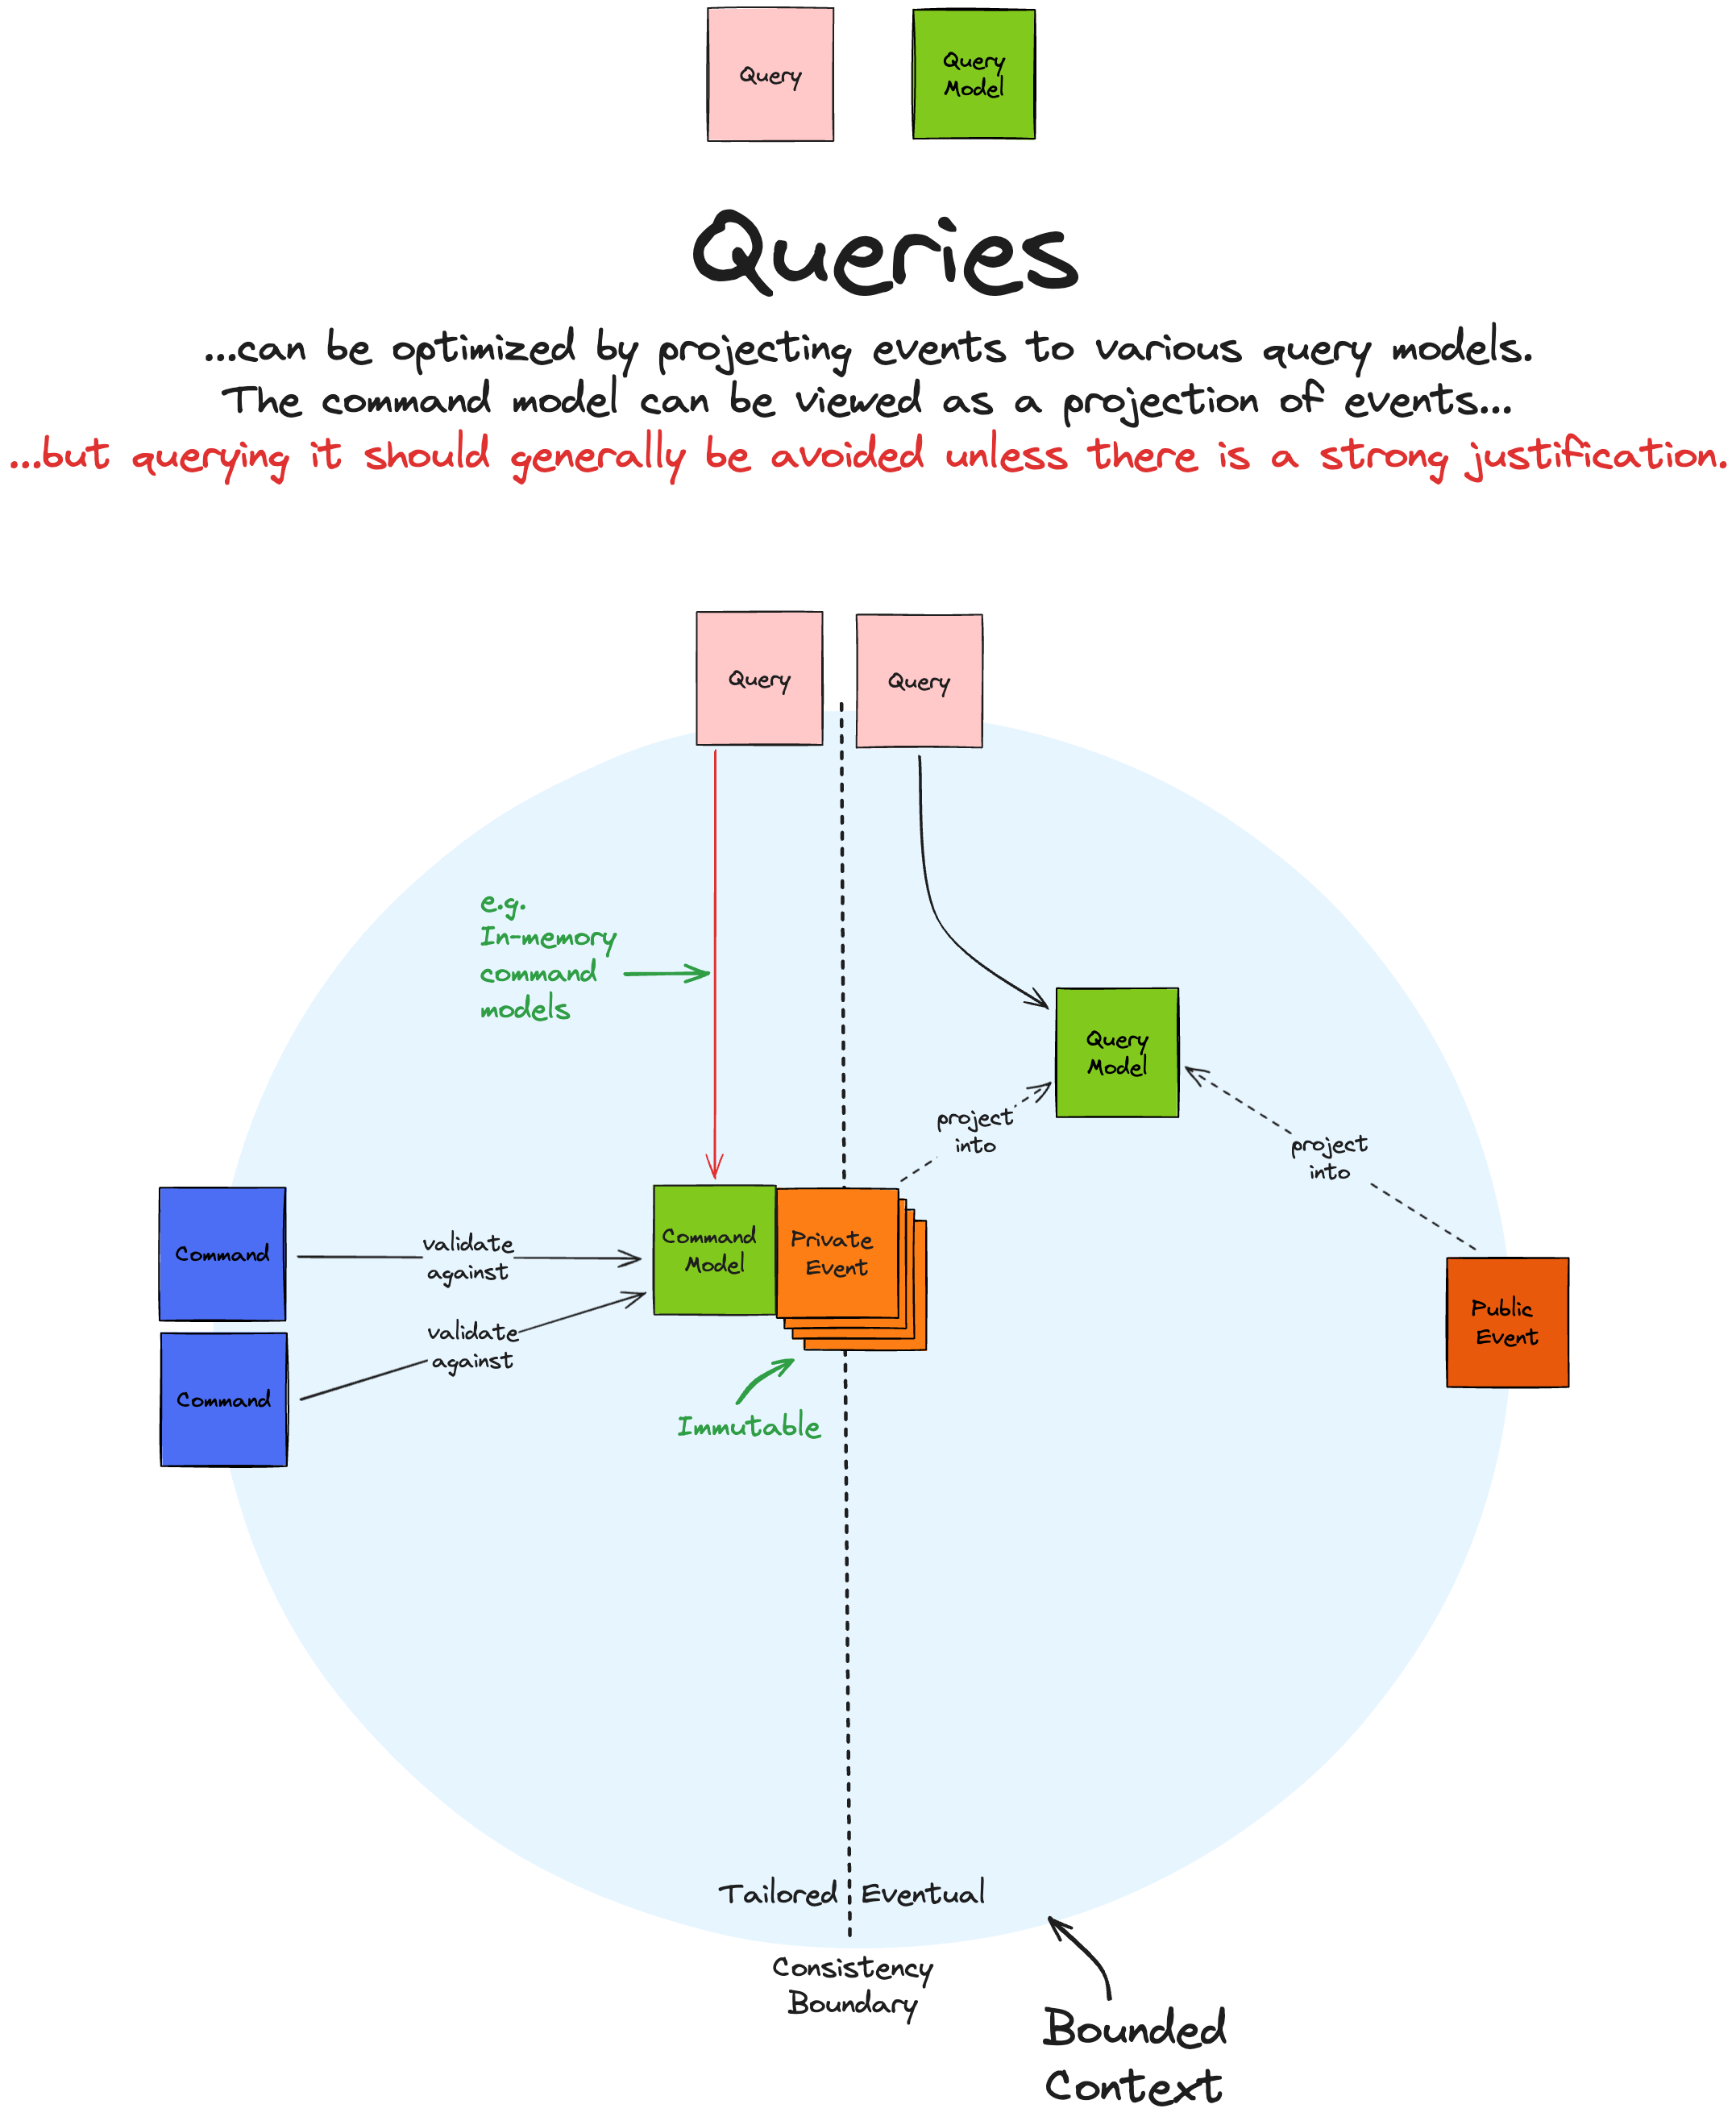 Query
Query
Model
Queries
...can be optimized by projecting events to various query models.
The command model can be viewed as a projection of events...
...but querying it should generally be avoided unless there is a strong justification.
Query
Query
e.g.
In-memory
command
models
Query
Model
project
into
project
into
Command
validate
against
Command
Model
Private
Event
Public
Event
Command
validate
against
Immutable
Tailored
Eventual
Consistency
Boundary
Bounded
Context